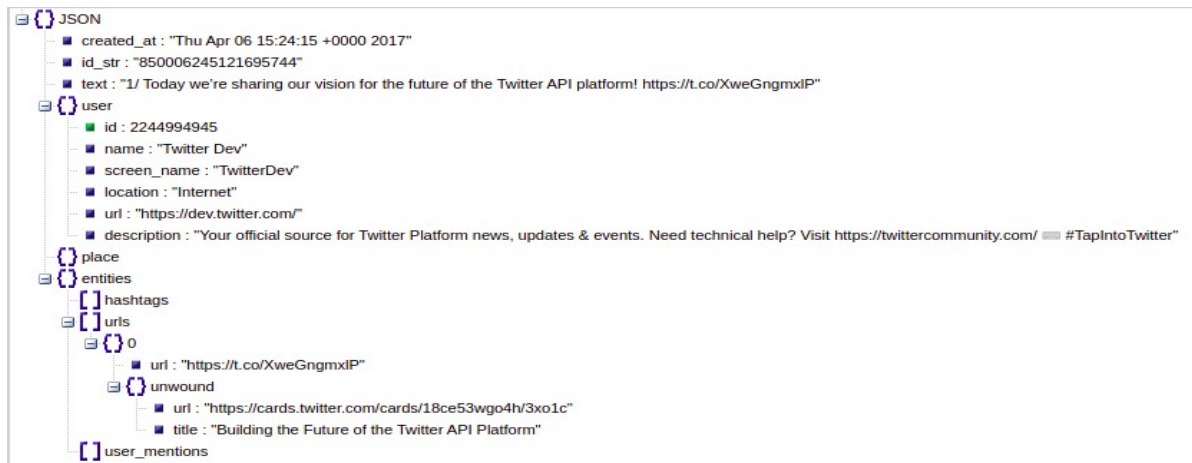 {} JSON
created_at : "Thu Apr 06 15:24:15 +0000 2017"
id_str : "850006245121695744"
text : "1/ Today we’re sharing our vision for the future of the Twitter API platform! https://t.co/XweGngmxlP"
{} user
id : 2244994945
name : "Twitter Dev"
screen_name : "TwitterDev"
location : "Internet"
url : "https://dev.twitter.com/"
description : "Your official source for Twitter Platform news, updates & events. Need technical help? Visit https://twittercommunity.com/ ⌨ #TapIntoTwitter"
{} place
{} entities
[] hashtags
[] urls
{} 0
url : "https://t.co/XweGngmxlP"
{} unwound
url : "https://cards.twitter.com/cards/18ce53wgo4h/3xo1c"
title : "Building the Future of the Twitter API Platform"
[] user_mentions